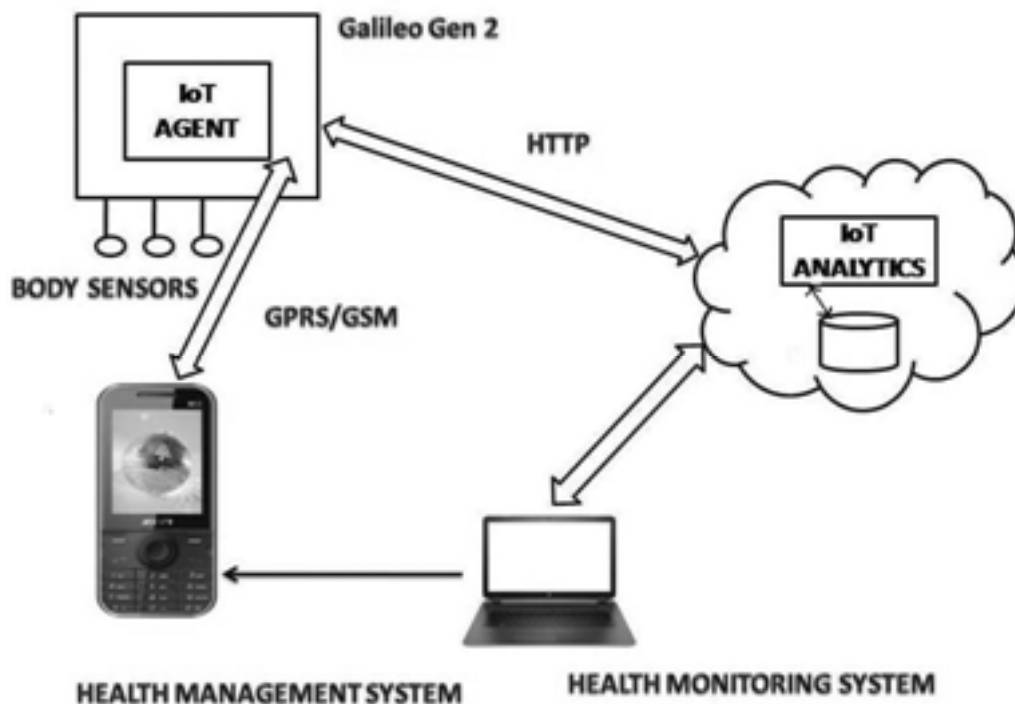 Galileo Gen 2
IoT
AGENT
HTTP
IoT
ANALYTICS
BODY SENSORS
GPRS/GSM
HEALTH MANAGEMENT SYSTEM
HEALTH MONITORING SYSTEM